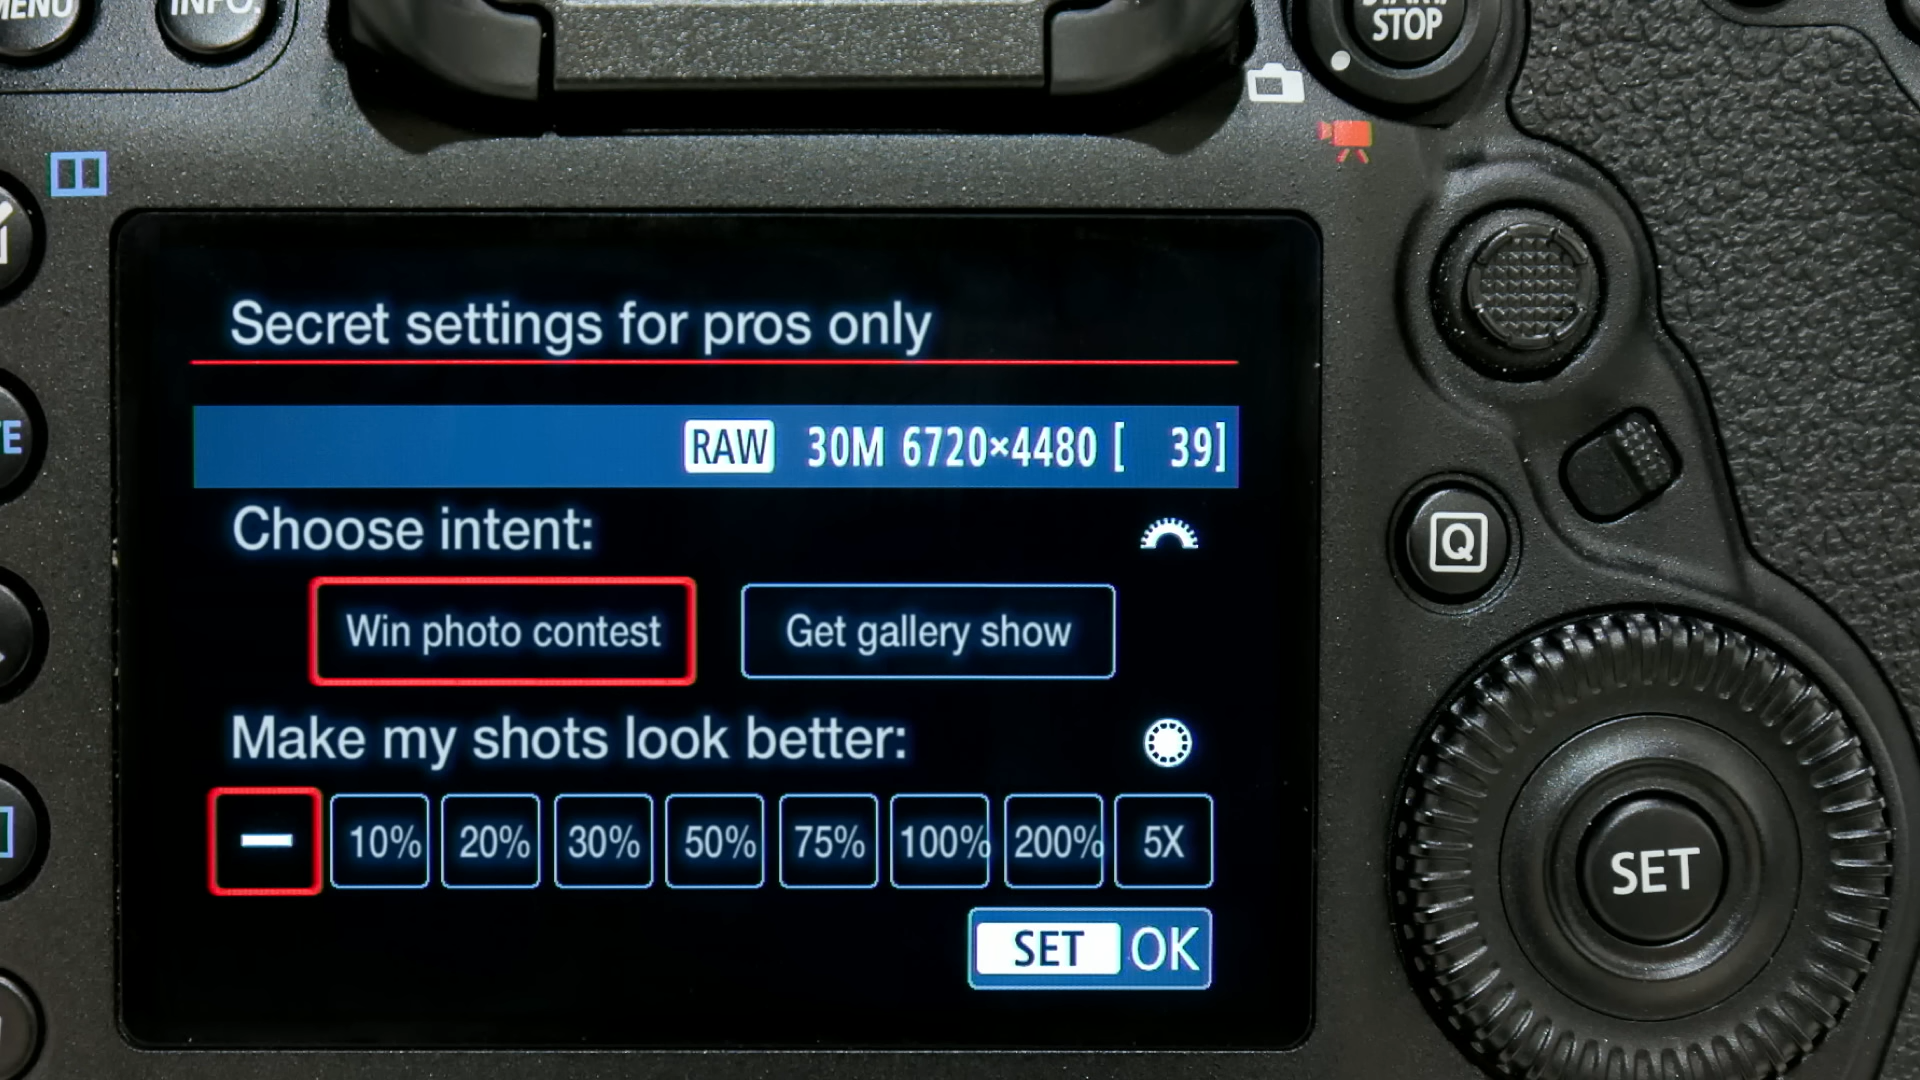 MENU
INFO.
START/
STOP
Secret settings for pros only
RAW 30M 6720×4480 [ 39]
Choose intent:
Win photo contest
Get gallery show
Make my shots look better:
10% 20% 30% 50% 75% 100% 200% 5X
SET OK
Q
SET